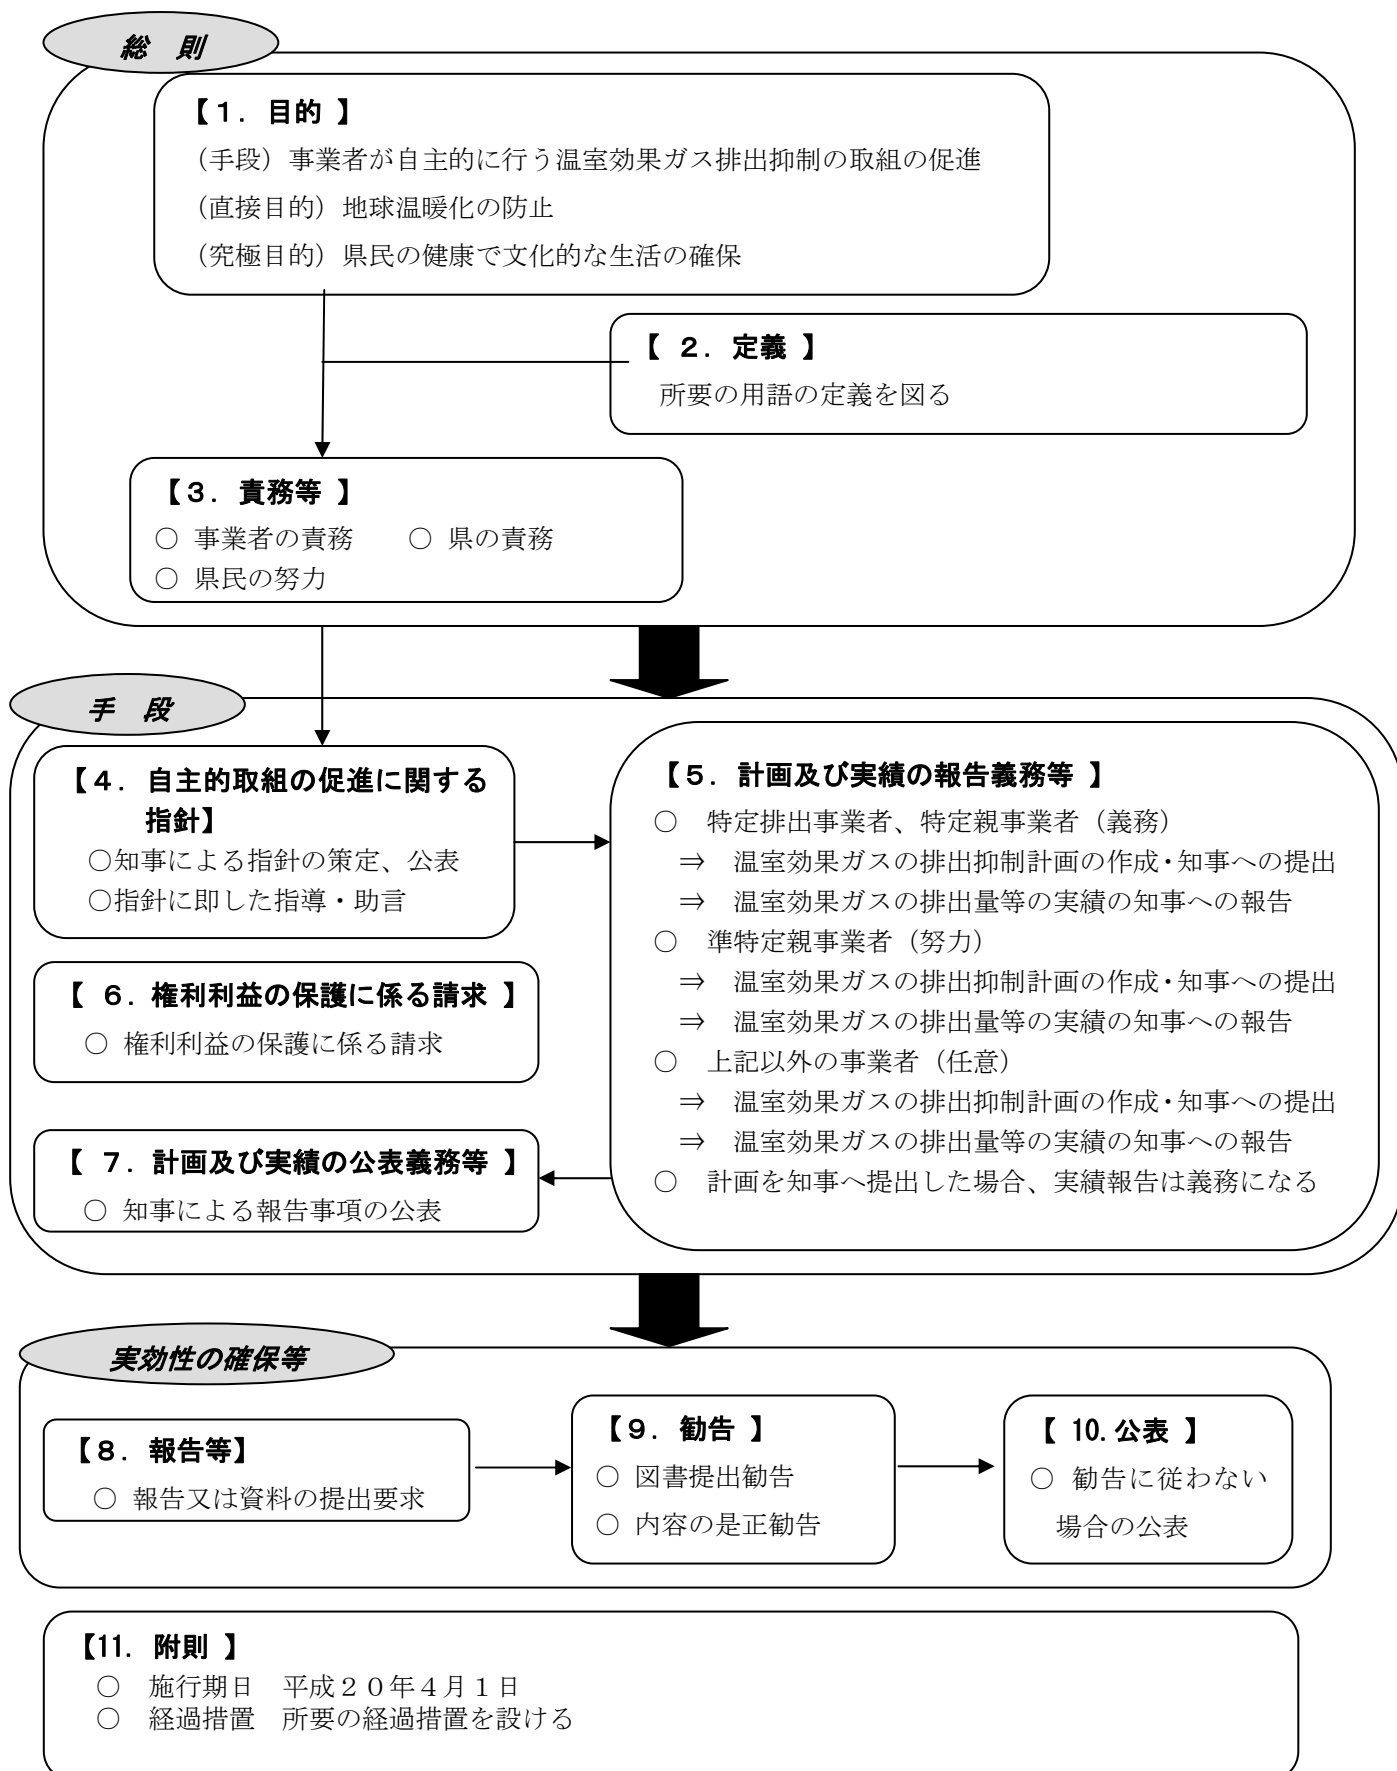 総　則
【１．目的 】
（手段）事業者が自主的に行う温室効果ガス排出抑制の取組の促進
（直接目的）地球温暖化の防止
（究極目的）県民の健康で文化的な生活の確保
【 ２．定義 】
所要の用語の定義を図る
【３．責務等 】
○ 事業者の責務　　○ 県の責務
○ 県民の努力
手　段
【４．自主的取組の促進に関する
指針】
○知事による指針の策定、公表
○指針に即した指導・助言
【５．計画及び実績の報告義務等 】
○　特定排出事業者、特定親事業者（義務）
⇒　温室効果ガスの排出抑制計画の作成・知事への提出
⇒　温室効果ガスの排出量等の実績の知事への報告
○　準特定親事業者（努力）
⇒　温室効果ガスの排出抑制計画の作成・知事への提出
⇒　温室効果ガスの排出量等の実績の知事への報告
○　上記以外の事業者（任意）
⇒　温室効果ガスの排出抑制計画の作成・知事への提出
⇒　温室効果ガスの排出量等の実績の知事への報告
○　計画を知事へ提出した場合、実績報告は義務になる
【 ６．権利利益の保護に係る請求 】
○ 権利利益の保護に係る請求
【 ７．計画及び実績の公表義務等 】
○ 知事による報告事項の公表
実効性の確保等
【８．報告等】
○ 報告又は資料の提出要求
【９．勧告 】
○ 図書提出勧告
○ 内容の是正勧告
【 10.公表 】
○ 勧告に従わない
場合の公表
【11．附則 】
○　施行期日　平成２０年４月１日
○　経過措置　所要の経過措置を設ける